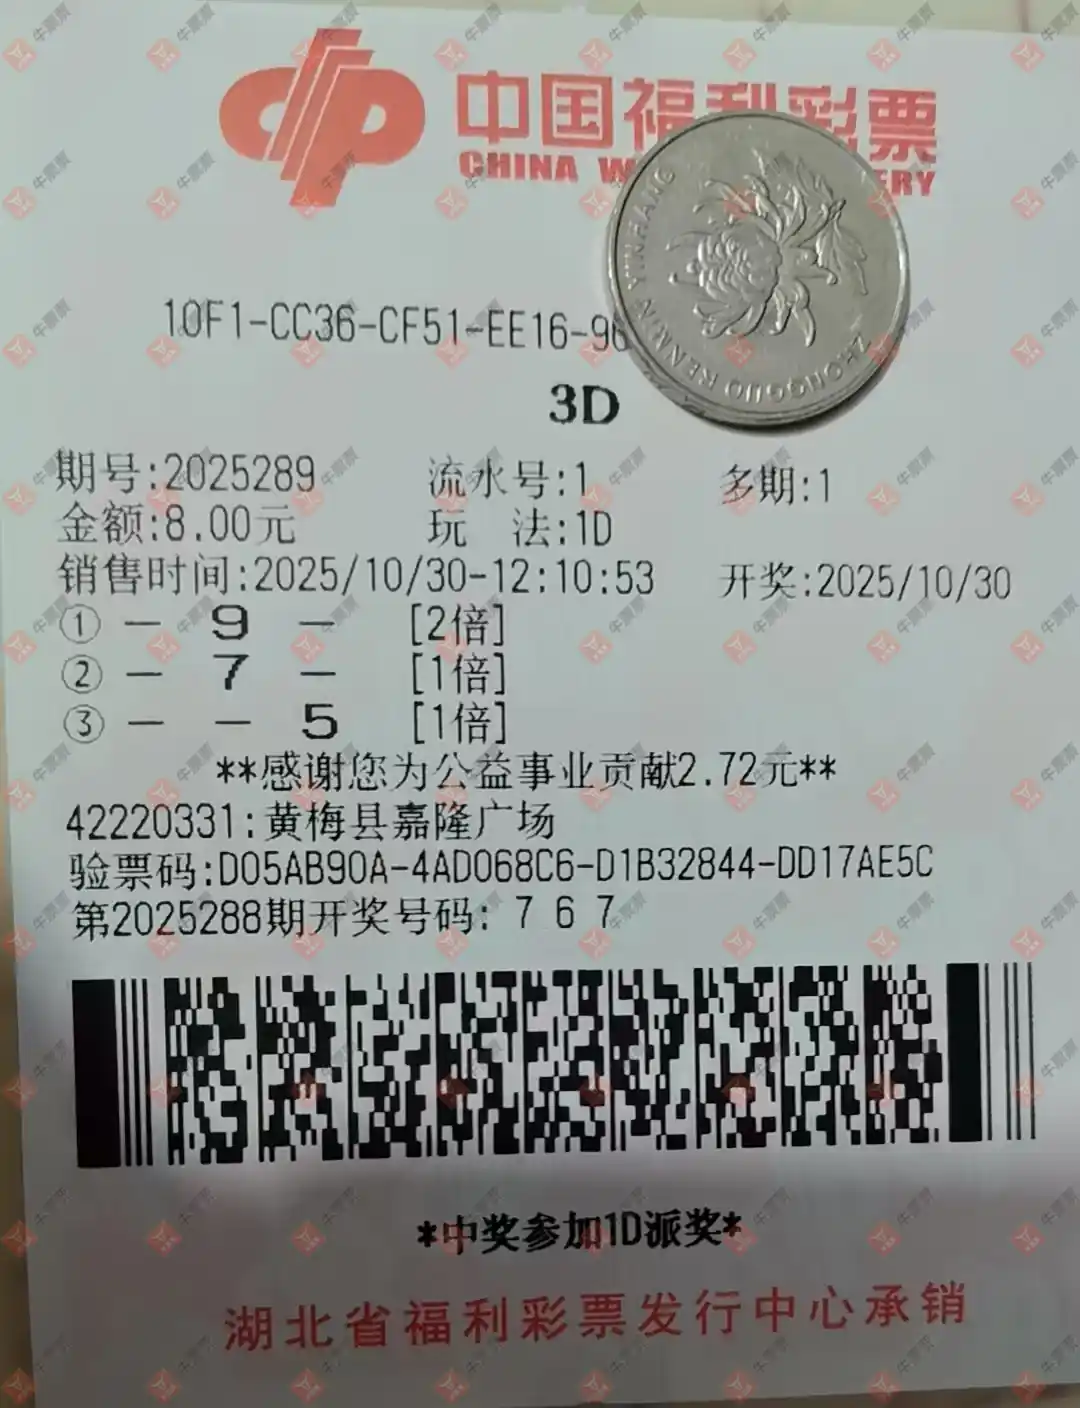 中国福利彩票
CHINA W ERY
10F1-CC36-CF51-EE16-96
3D
期号:2025289 流水号:1 多期:1
金额:8.00元 玩 法:1D
销售时间:2025/10/30-12:10:53 开奖:2025/10/30
① — 9 — [2倍]
② — 7 — [1倍]
③ — — 5 [1倍]
**感谢您为公益事业贡献2.72元**
42220331:黄梅县嘉隆广场
验票码:D05AB90A-4AD068C6-D1B32844-DD17AE5C
第2025288期开奖号码: 7 6 7
*中奖参加1D派奖*
湖北省福利彩票发行中心承销
ZHONGGUO RENMIN YINHANG
牛票票